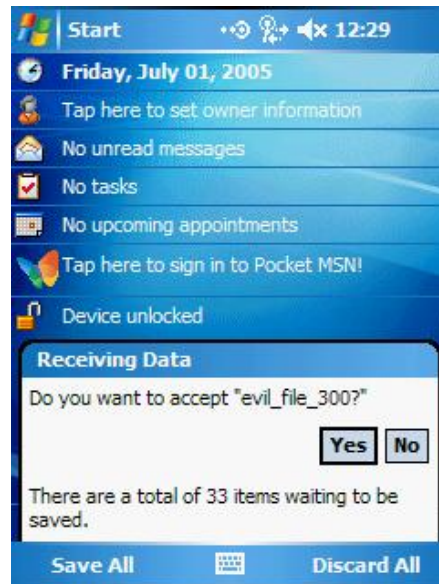 Start 12:29
Friday, July 01, 2005
Tap here to set owner information
No unread messages
No tasks
No upcoming appointments
Tap here to sign in to Pocket MSN!
Device unlocked
Receiving Data
Do you want to accept "evil_file_300?"
Yes No
There are a total of 33 items waiting to be
saved.
Save All Discard All